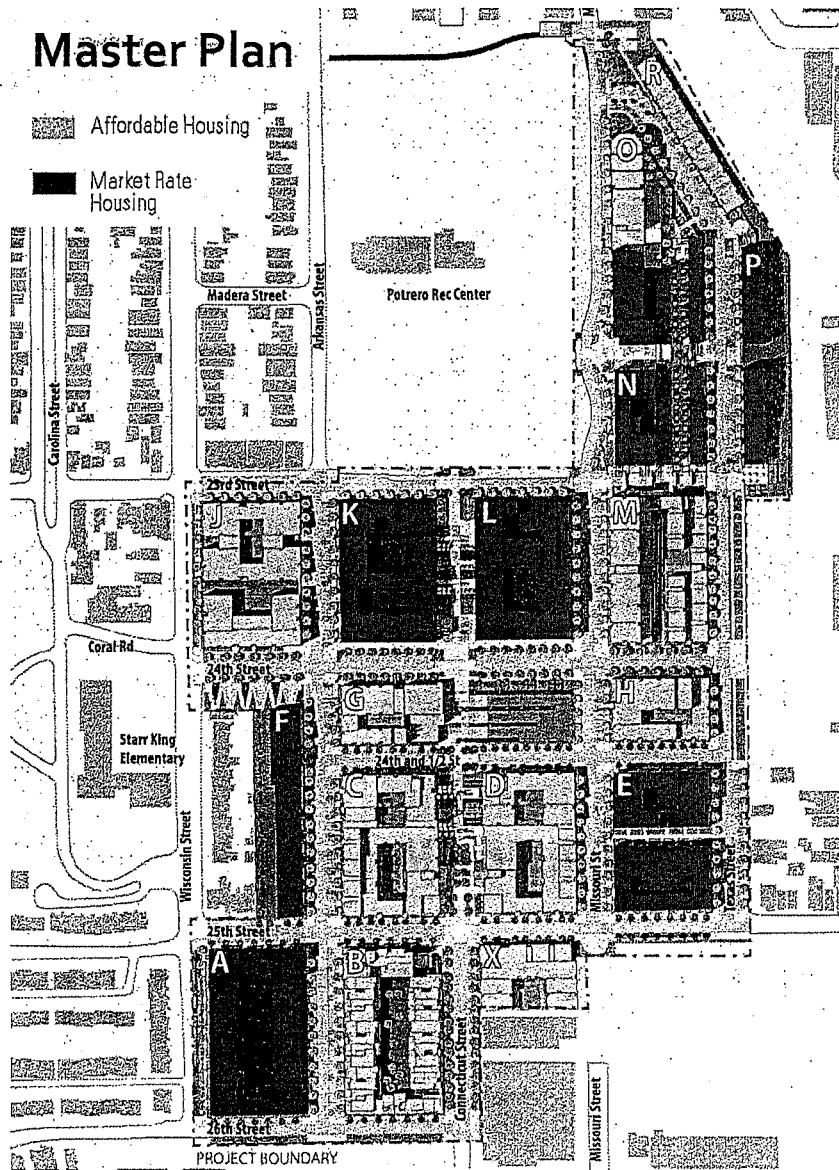 Master Plan
Affordable Housing
Market Rate
Housing
R
O
P
Madera Street
Arkansas Street
Potrero Rec Center
Carolina Street
N
23rd Street
J
K
L
M
Coral Rd
24th Street
G
H
F
Starr King
Elementary
24th and 1/2 St
C
D
E
Wisconsin Street
Missouri St
Texas Street
25th Street
A
B
X
Connecticut Street
Missouri Street
26th Street
PROJECT BOUNDARY